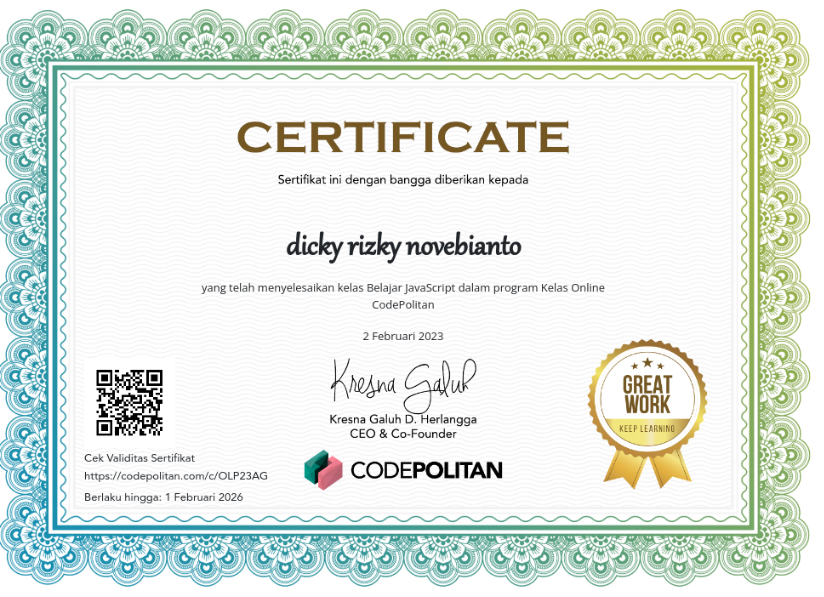 CERTIFICATE
Sertifikat ini dengan bangga diberikan kepada
dicky rizky novebianto
yang telah menyelesaikan kelas Belajar JavaScript dalam program Kelas Online
CodePolitan
2 Februari 2023
Kresna Galuh
Kresna Galuh D. Herlangga
CEO & Co-Founder
CODEPOLITAN
Cek Validitas Sertifikat
https://codepolitan.com/c/OLP23AG
Berlaku hingga: 1 Februari 2026
GREAT
WORK
KEEP LEARNING